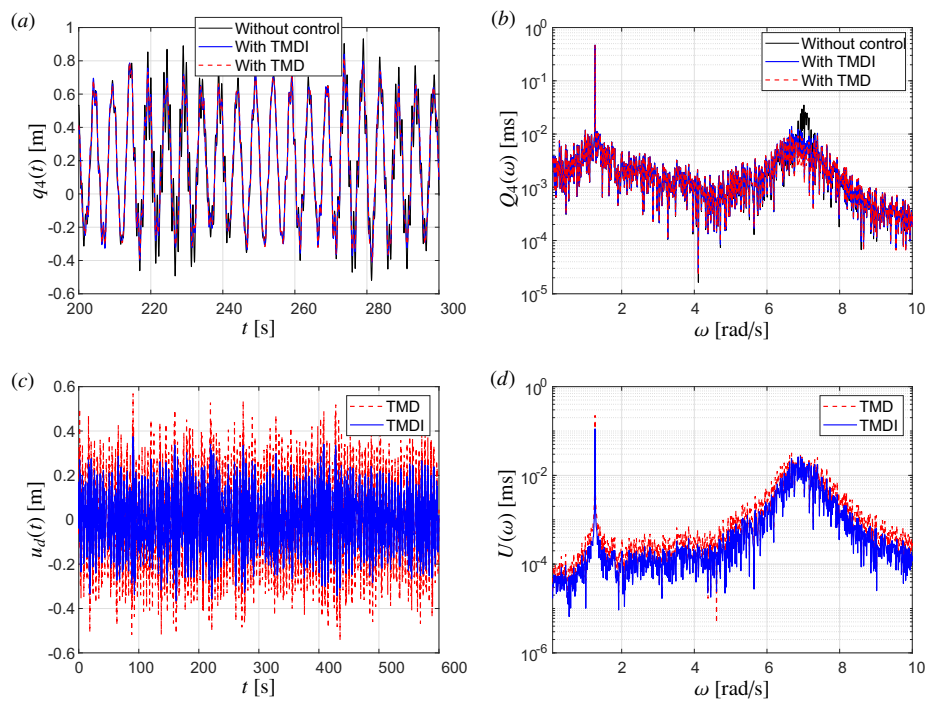 (a)
q4(t) [m]
1
0.8
0.6
0.4
0.2
0
-0.2
-0.4
-0.6
200
220
240
260
280
300
t [s]
Without control
With TMDI
With TMD
(b)
Q4(ω) [ms]
10^0
10^-1
10^-2
10^-3
10^-4
10^-5
2
4
6
8
10
ω [rad/s]
Without control
With TMDI
With TMD
(c)
u_d(t) [m]
0.6
0.4
0.2
0
-0.2
-0.4
-0.6
0
100
200
300
400
500
600
t [s]
TMD
TMDI
(d)
U(ω) [ms]
10^0
10^-2
10^-4
10^-6
2
4
6
8
10
ω [rad/s]
TMD
TMDI